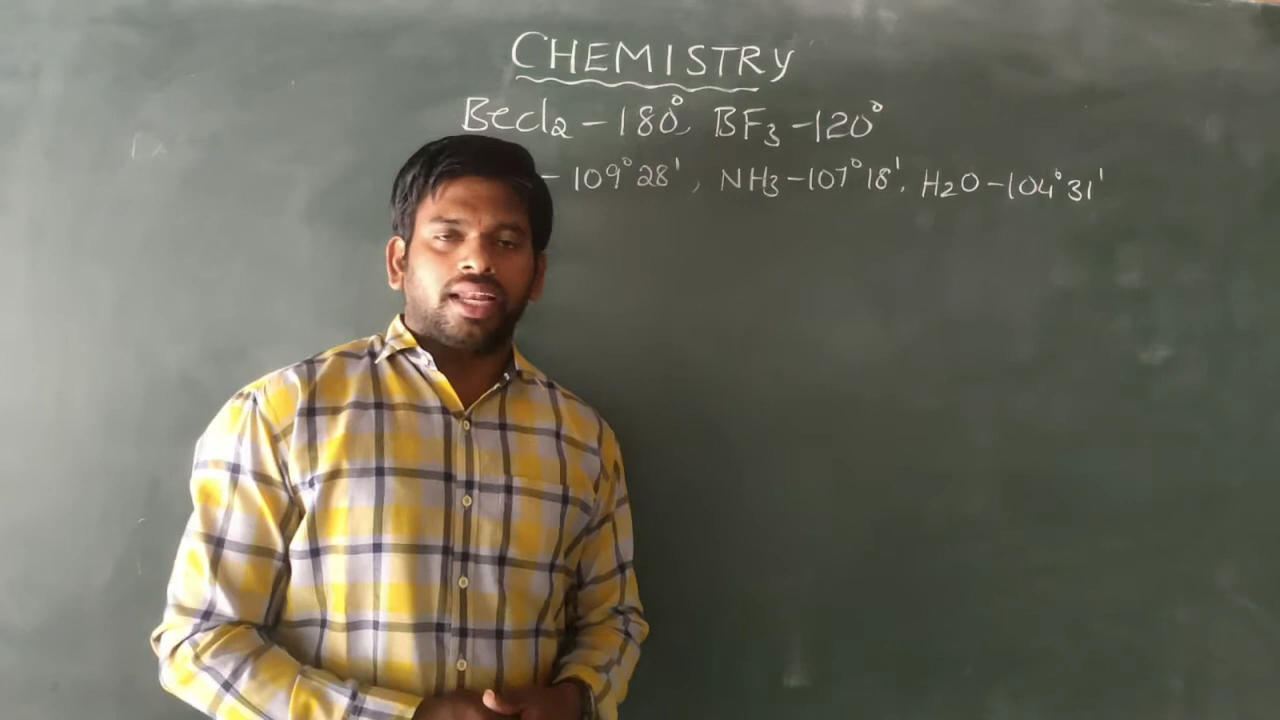 CHEMISTRY
Becl₂ - 180°, BF₃ - 120°
- 109°28', NH₃ - 107°18', H₂O - 104°31'